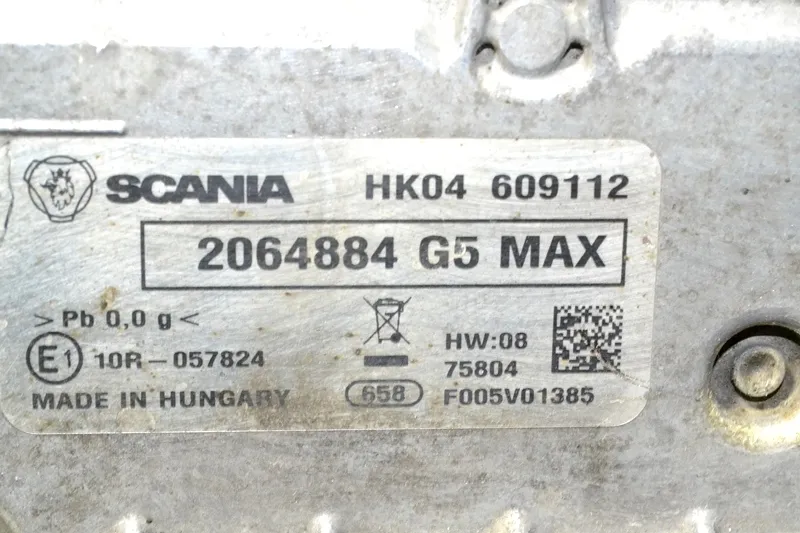 SCANIA HK04 609112
2064884 G5 MAX
>Pb 0,0 g<
E1 10R-057824
HW:08
75804
MADE IN HUNGARY 658 F005V01385